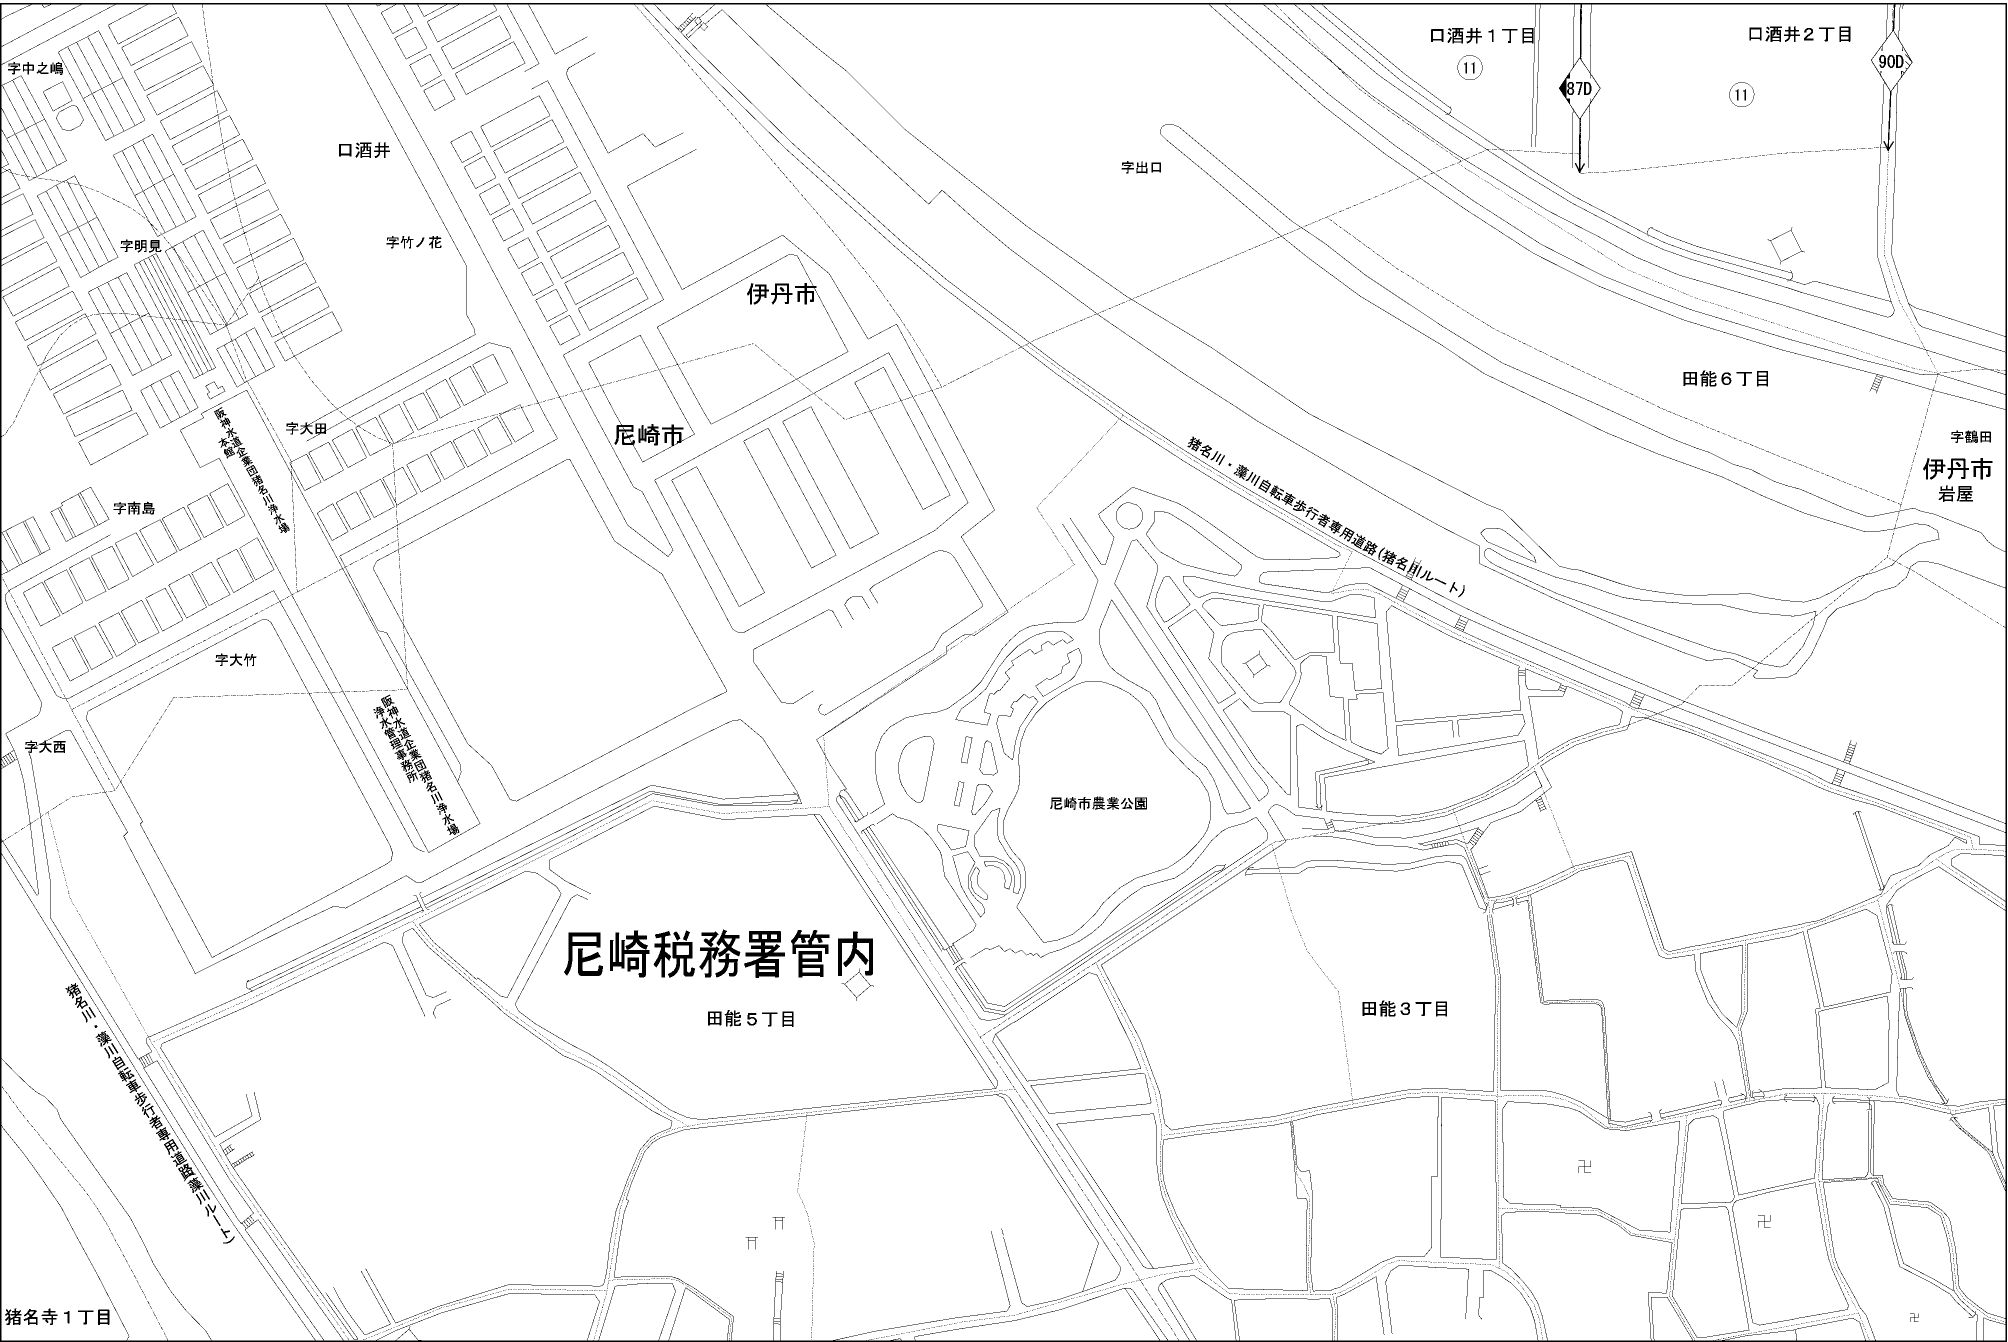 口酒井１丁目
⑪
87D
口酒井２丁目
⑪
90D
字中之嶋
口酒井
字出口
字明見
字竹ノ花
伊丹市
田能６丁目
字鶴田
伊丹市
岩屋
字大田
尼崎市
阪神水道企業団猪名川浄水場
本館
猪名川・藻川自転車歩行者専用道路(猪名川ルート)
字南島
字大竹
阪神水道企業団猪名川浄水場
浄水管理事務所
字大西
尼崎市農業公園
尼崎税務署管内
田能５丁目
田能３丁目
猪名川・藻川自転車歩行者専用道路(藻川ルート)
猪名寺１丁目